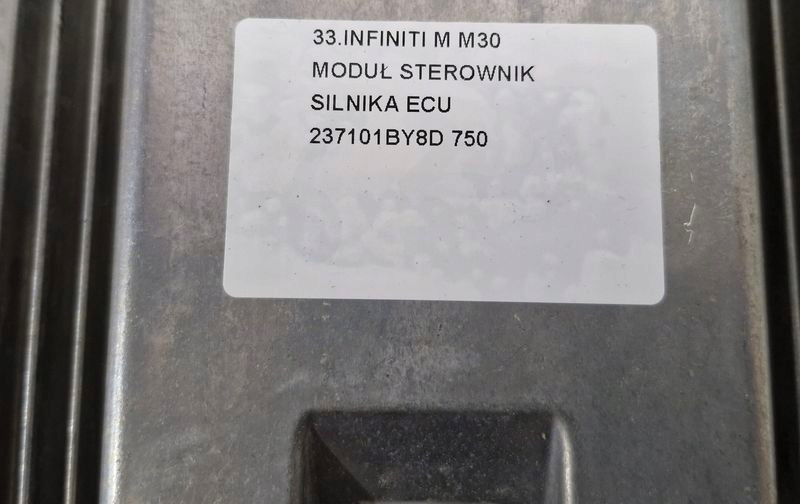 33.INFINITI M M30
MODUŁ STEROWNIK
SILNIKA ECU
237101BY8D 750